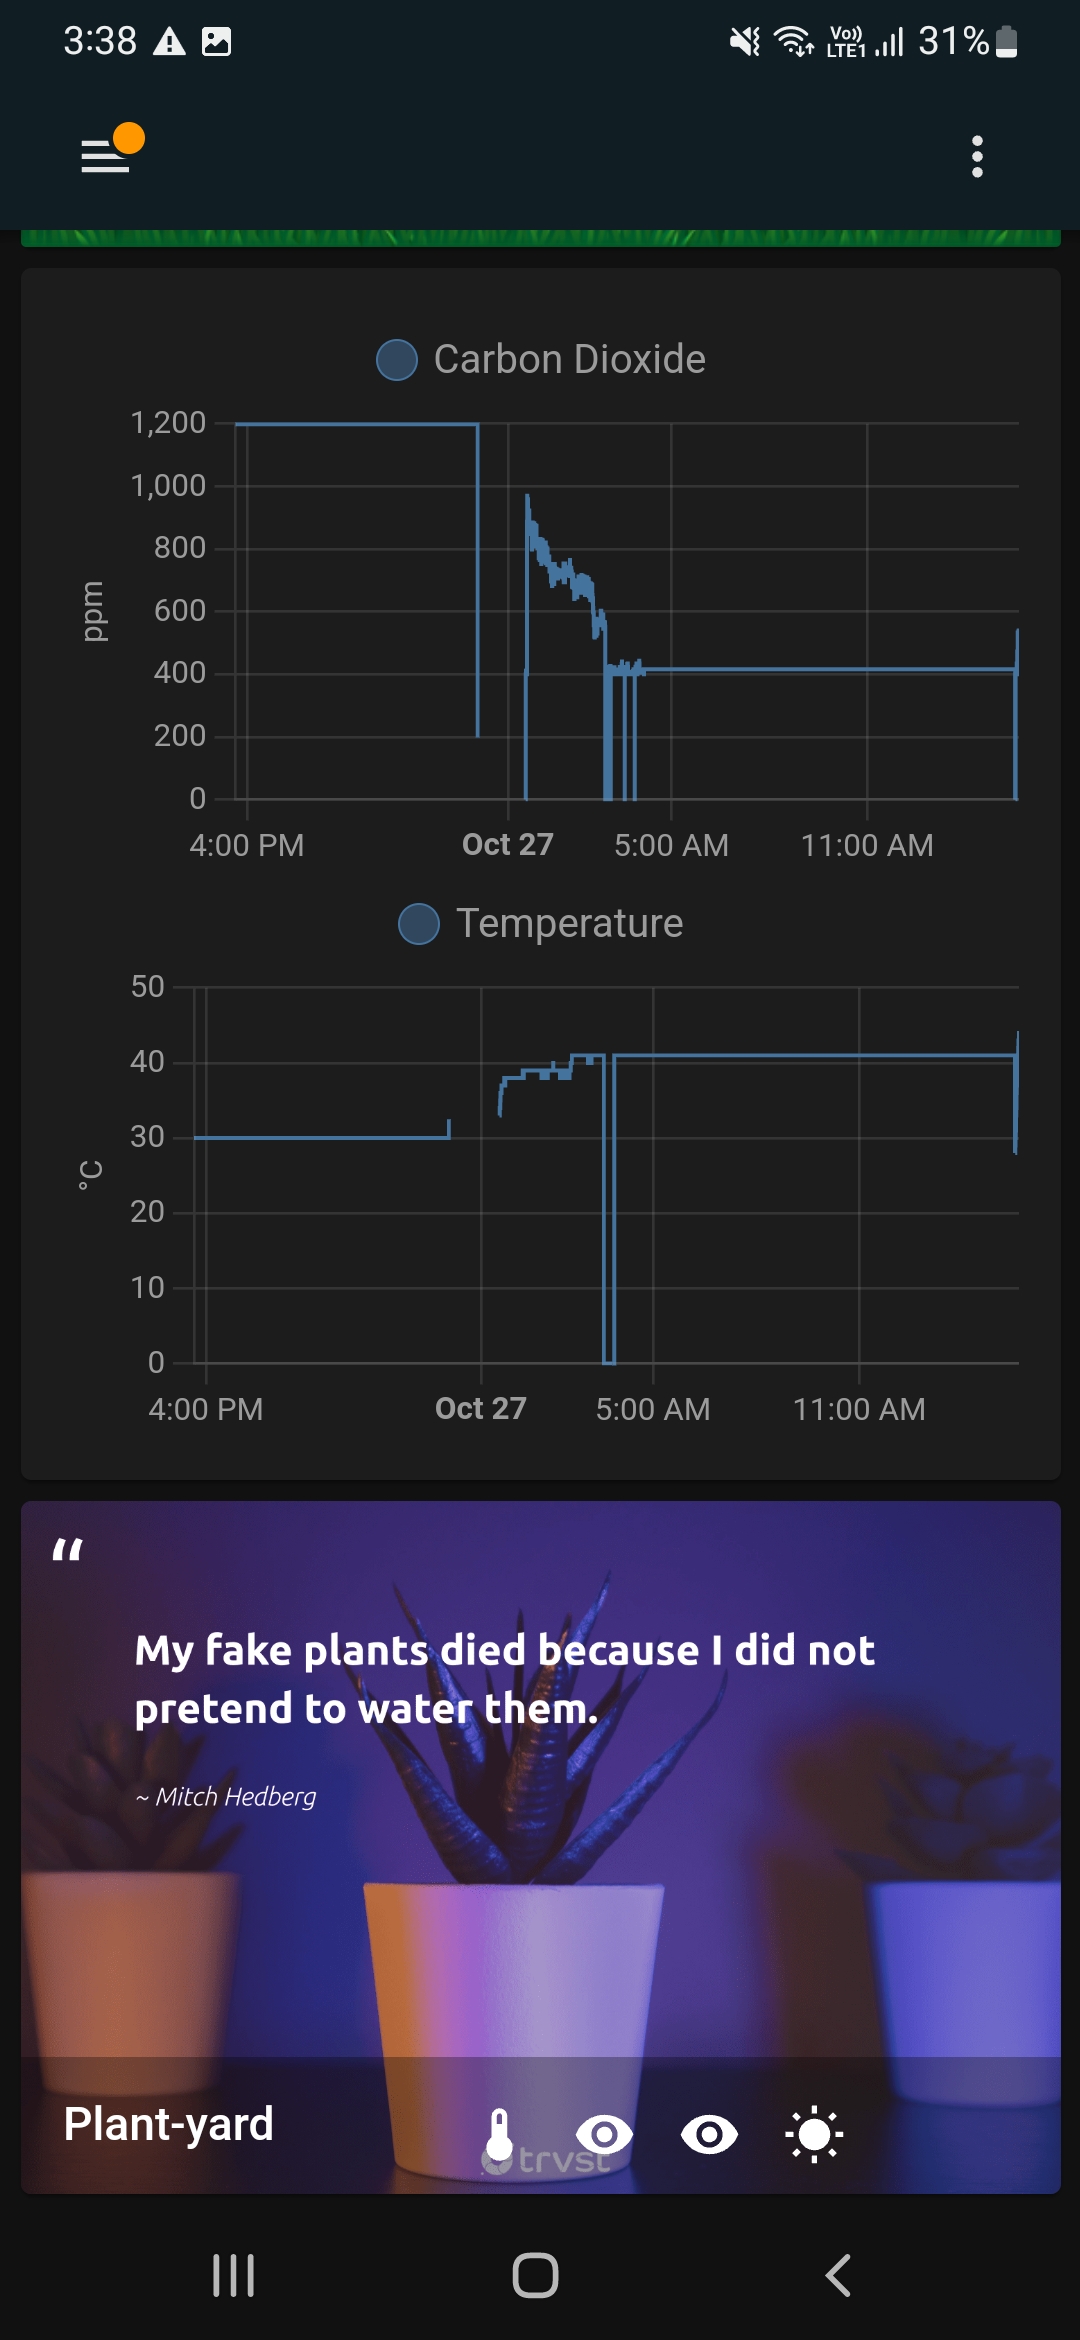 3:38
Vo))
LTE1
31%
Carbon Dioxide
1,200
1,000
800
600
400
200
0
ppm
4:00 PM Oct 27 5:00 AM 11:00 AM
Temperature
50
40
30
20
10
0
°C
4:00 PM Oct 27 5:00 AM 11:00 AM
“
My fake plants died because I did not
pretend to water them.
~ Mitch Hedberg
Plant-yard
trvst